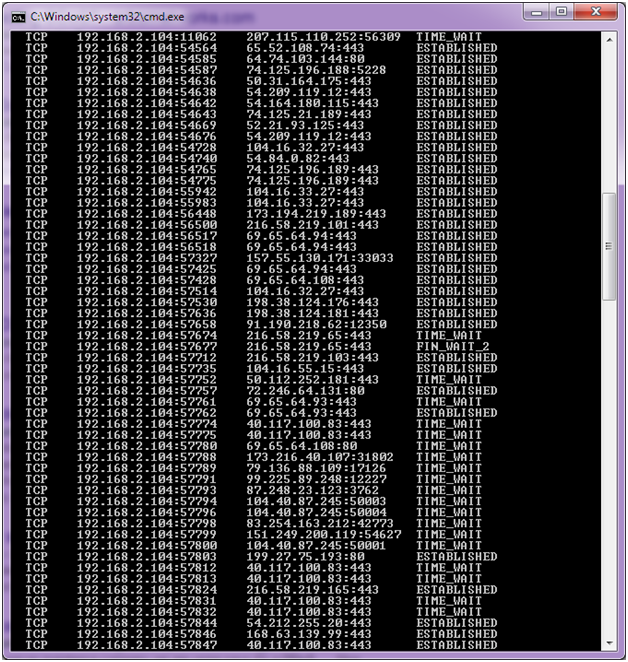 C:\Windows\system32\cmd.exe
TCP 192.168.2.104:11062 207.115.110.252:56309 TIME_WAIT
TCP 192.168.2.104:54564 65.52.108.74:443 ESTABLISHED
TCP 192.168.2.104:54585 64.74.103.144:80 ESTABLISHED
TCP 192.168.2.104:54587 74.125.196.188:5228 ESTABLISHED
TCP 192.168.2.104:54636 50.31.164.175:443 ESTABLISHED
TCP 192.168.2.104:54638 54.209.119.12:443 ESTABLISHED
TCP 192.168.2.104:54642 54.164.180.115:443 ESTABLISHED
TCP 192.168.2.104:54643 74.125.21.189:443 ESTABLISHED
TCP 192.168.2.104:54669 52.21.93.125:443 ESTABLISHED
TCP 192.168.2.104:54676 54.209.119.12:443 ESTABLISHED
TCP 192.168.2.104:54728 104.16.32.27:443 ESTABLISHED
TCP 192.168.2.104:54740 54.84.0.82:443 ESTABLISHED
TCP 192.168.2.104:54765 74.125.196.189:443 ESTABLISHED
TCP 192.168.2.104:54775 74.125.196.189:443 ESTABLISHED
TCP 192.168.2.104:55942 104.16.33.27:443 ESTABLISHED
TCP 192.168.2.104:55983 104.16.33.27:443 ESTABLISHED
TCP 192.168.2.104:56448 173.194.219.189:443 ESTABLISHED
TCP 192.168.2.104:56500 216.58.219.101:443 ESTABLISHED
TCP 192.168.2.104:56517 69.65.64.94:443 ESTABLISHED
TCP 192.168.2.104:56518 69.65.64.94:443 ESTABLISHED
TCP 192.168.2.104:57327 157.55.130.171:33033 ESTABLISHED
TCP 192.168.2.104:57425 69.65.64.94:443 ESTABLISHED
TCP 192.168.2.104:57428 69.65.64.108:443 ESTABLISHED
TCP 192.168.2.104:57514 104.16.32.27:443 ESTABLISHED
TCP 192.168.2.104:57530 198.38.124.176:443 ESTABLISHED
TCP 192.168.2.104:57636 198.38.124.181:443 ESTABLISHED
TCP 192.168.2.104:57658 91.190.218.62:12350 ESTABLISHED
TCP 192.168.2.104:57674 216.58.219.65:443 TIME_WAIT
TCP 192.168.2.104:57677 216.58.219.65:443 FIN_WAIT_2
TCP 192.168.2.104:57712 216.58.219.103:443 ESTABLISHED
TCP 192.168.2.104:57735 104.16.55.15:443 ESTABLISHED
TCP 192.168.2.104:57752 50.112.252.181:443 TIME_WAIT
TCP 192.168.2.104:57757 72.246.64.131:80 ESTABLISHED
TCP 192.168.2.104:57761 69.65.64.93:443 TIME_WAIT
TCP 192.168.2.104:57762 69.65.64.93:443 ESTABLISHED
TCP 192.168.2.104:57774 40.117.100.83:443 TIME_WAIT
TCP 192.168.2.104:57775 40.117.100.83:443 TIME_WAIT
TCP 192.168.2.104:57780 69.65.64.108:80 TIME_WAIT
TCP 192.168.2.104:57788 173.216.40.107:31802 TIME_WAIT
TCP 192.168.2.104:57789 79.136.88.109:17126 TIME_WAIT
TCP 192.168.2.104:57791 99.225.89.248:12227 TIME_WAIT
TCP 192.168.2.104:57793 87.248.23.123:3762 TIME_WAIT
TCP 192.168.2.104:57794 104.40.87.245:50003 TIME_WAIT
TCP 192.168.2.104:57796 104.40.87.245:50004 TIME_WAIT
TCP 192.168.2.104:57798 83.254.163.212:42773 TIME_WAIT
TCP 192.168.2.104:57799 151.249.200.119:54627 TIME_WAIT
TCP 192.168.2.104:57800 104.40.87.245:50001 TIME_WAIT
TCP 192.168.2.104:57803 199.27.75.193:80 ESTABLISHED
TCP 192.168.2.104:57812 40.117.100.83:443 TIME_WAIT
TCP 192.168.2.104:57813 40.117.100.83:443 TIME_WAIT
TCP 192.168.2.104:57824 216.58.219.165:443 ESTABLISHED
TCP 192.168.2.104:57831 40.117.100.83:443 TIME_WAIT
TCP 192.168.2.104:57832 40.117.100.83:443 TIME_WAIT
TCP 192.168.2.104:57844 54.212.255.20:443 ESTABLISHED
TCP 192.168.2.104:57846 168.63.139.99:443 ESTABLISHED
TCP 192.168.2.104:57847 40.117.100.83:443 ESTABLISHED